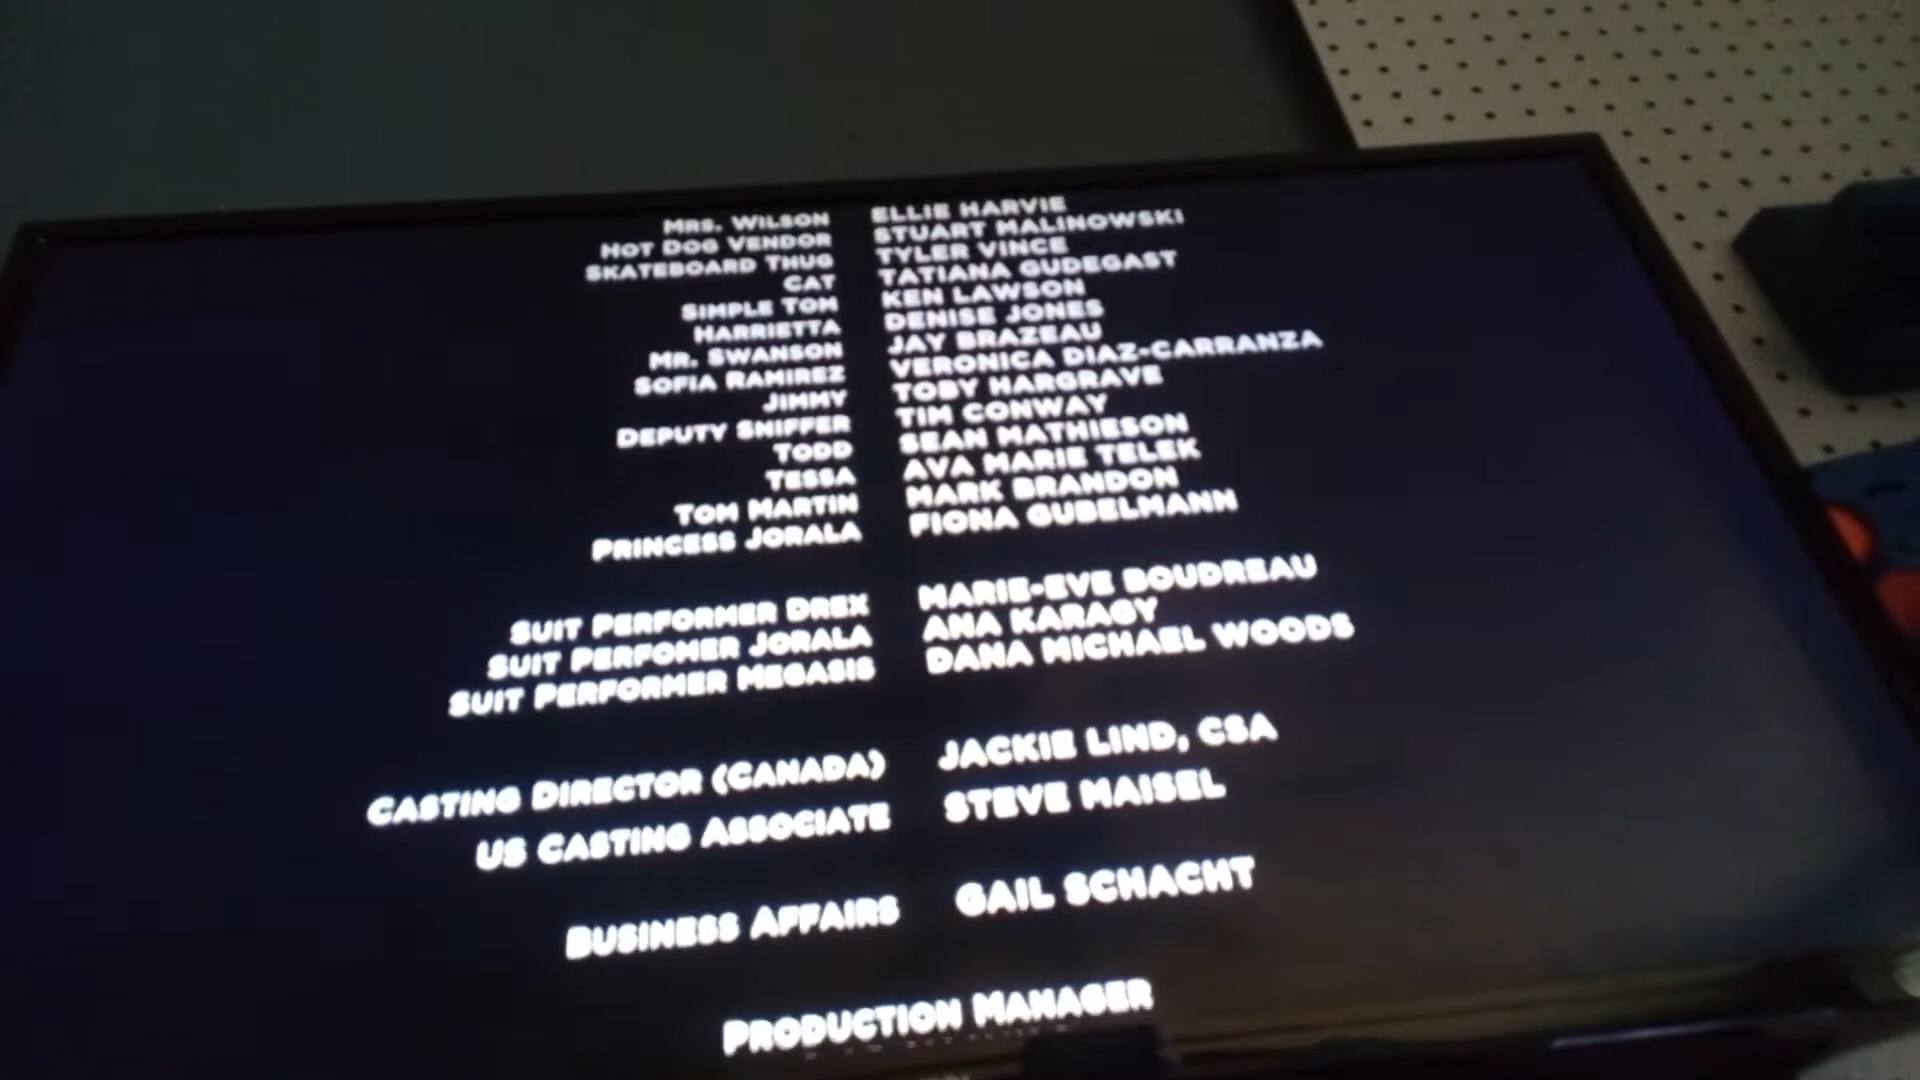 Mrs. Wilson ELLIE HARVIE
Hot Dog Vendor STUART MALINOWSKI
Skateboard Thug TYLER VINCE
Cat TATIANA GUDEGAST
Simple Tom KEN LAWSON
Harrietta DENISE JONES
Mr. Swanson JAY BRAZEAU
Sofia Ramirez VERONICA DIAZ-CARRANZA
Jimmy TOBY HARGRAVE
Deputy Sniffer TIM CONWAY
Todd SEAN MATHIESON
Tessa AVA MARIE TELEK
Tom Martin MARK BRANDON
Princess Jorala FIONA GUBELMANN
Suit Performer Drex MARIE-EVE BOUDREAU
Suit Perfomer Jorala ANA KARAGY
Suit Performer Megasis DANA MICHAEL WOODS
Casting Director (Canada) JACKIE LIND, CSA
US Casting Associate STEVE MAISEL
Business Affairs GAIL SCHACHT
Production Manager